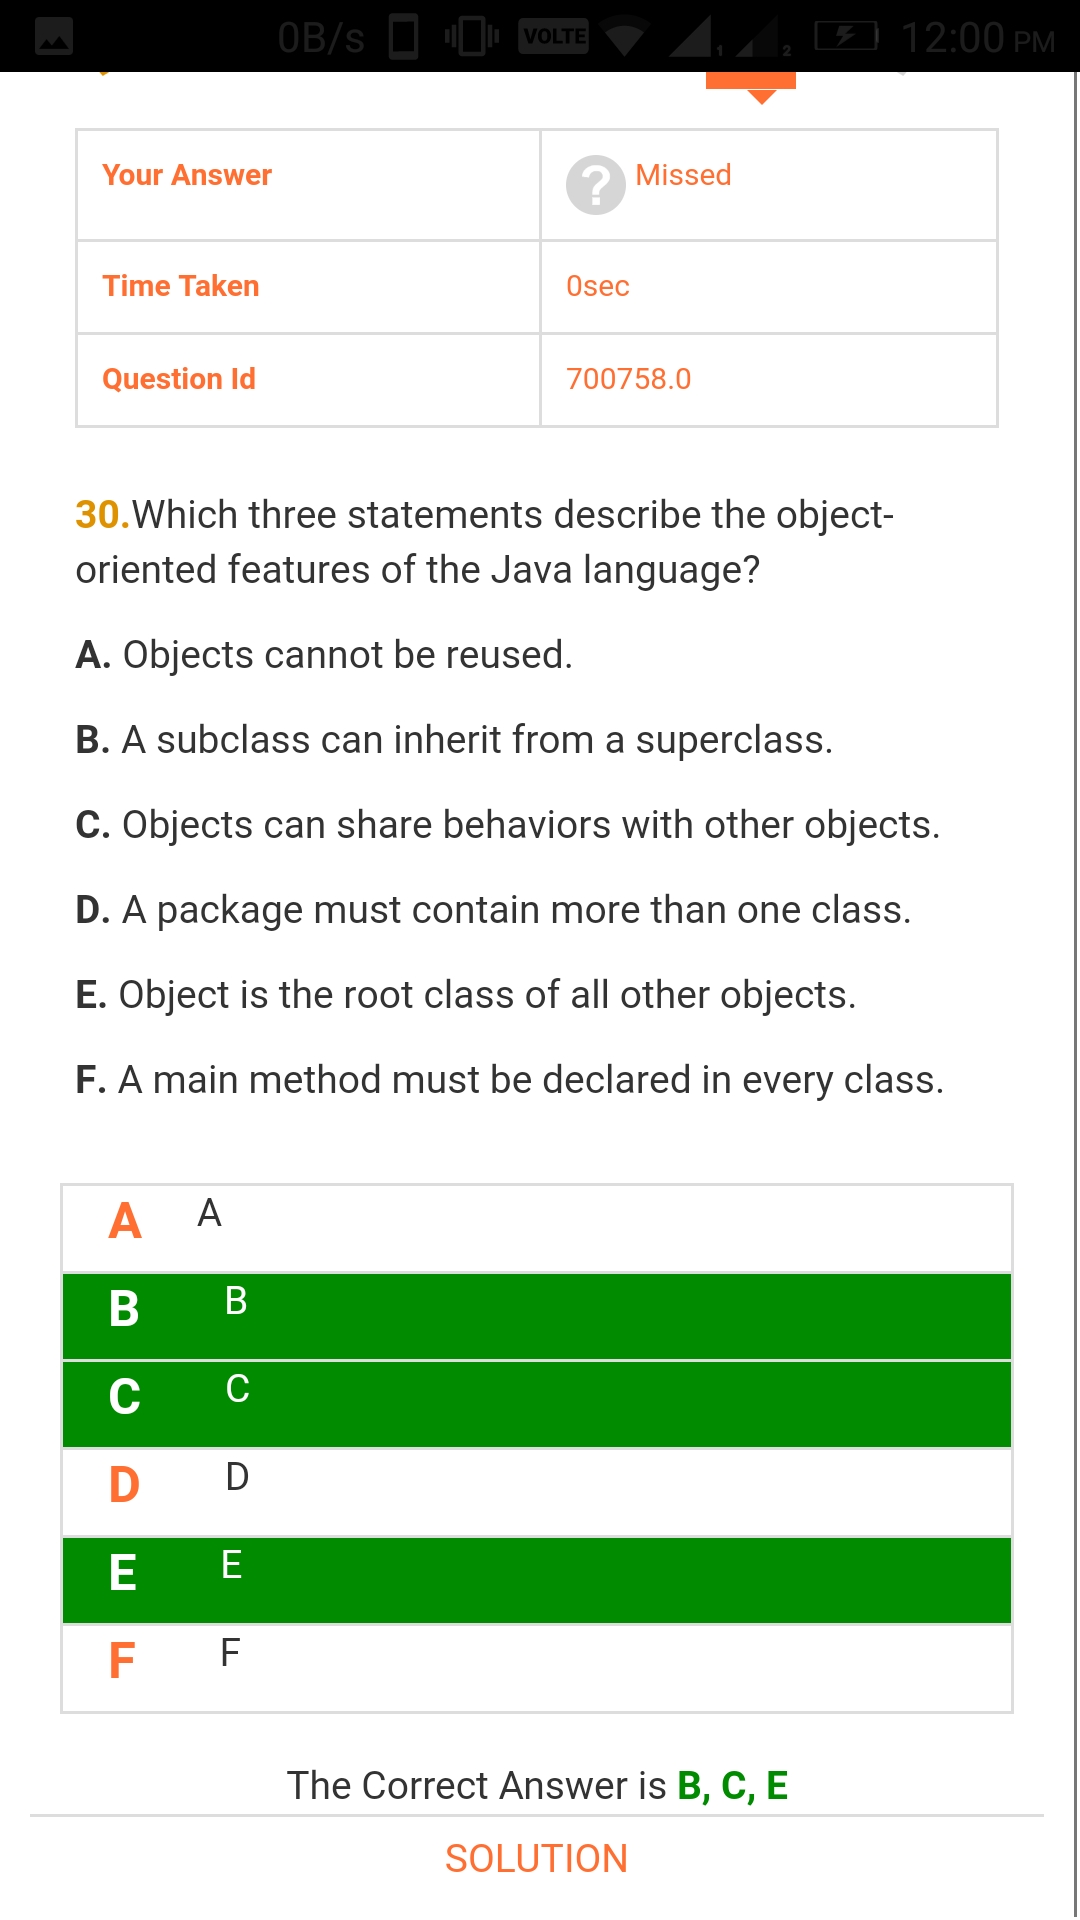 0B/s VOLTE 1 2 12:00 PM
Your Answer ? Missed
Time Taken 0sec
Question Id 700758.0
30.Which three statements describe the object-
oriented features of the Java language?
A. Objects cannot be reused.
B. A subclass can inherit from a superclass.
C. Objects can share behaviors with other objects.
D. A package must contain more than one class.
E. Object is the root class of all other objects.
F. A main method must be declared in every class.
A A
B B
C C
D D
E E
F F
The Correct Answer is B, C, E
SOLUTION